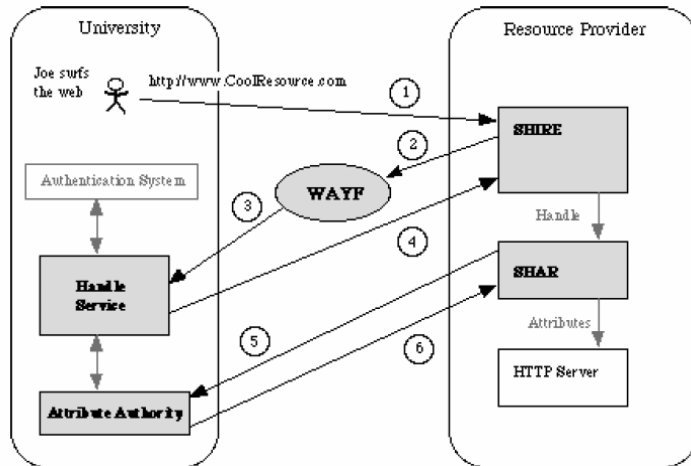 University
Resource Provider
Joe surfs
the web
http://www.CoolResource.com
1
SHIRE
2
Authentication System
WAYF
3
4
Handle
Handle
Service
SHAR
5
6
Attributes
HTTP Server
Attribute Authority